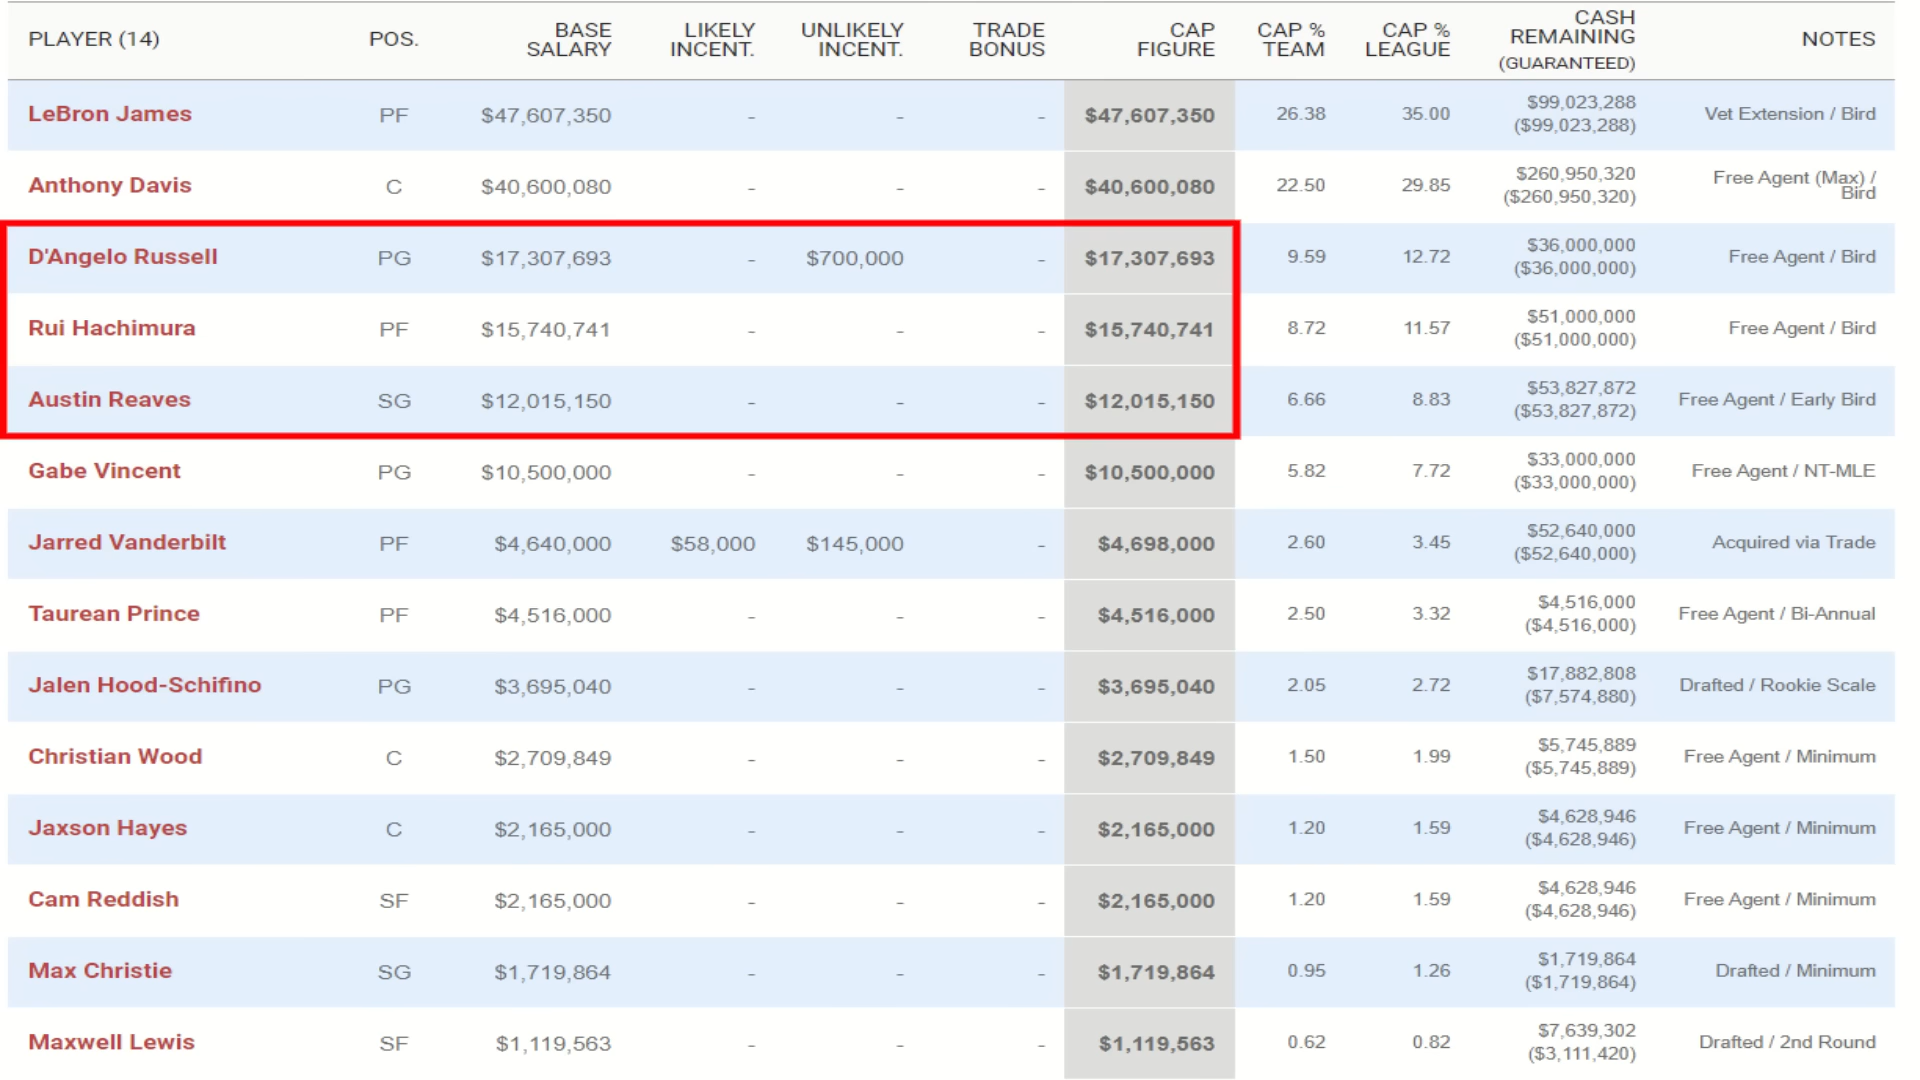 PLAYER (14) POS. BASE SALARY LIKELY INCENT. UNLIKELY INCENT. TRADE BONUS CAP FIGURE CAP % TEAM CAP % LEAGUE CASH REMAINING (GUARANTEED) NOTES
LeBron James PF $47,607,350 - - - $47,607,350 26.38 35.00 $99,023,288 ($99,023,288) Vet Extension / Bird
Anthony Davis C $40,600,080 - - - $40,600,080 22.50 29.85 $260,950,320 ($260,950,320) Free Agent (Max) / Bird
D'Angelo Russell PG $17,307,693 - $700,000 - $17,307,693 9.59 12.72 $36,000,000 ($36,000,000) Free Agent / Bird
Rui Hachimura PF $15,740,741 - - - $15,740,741 8.72 11.57 $51,000,000 ($51,000,000) Free Agent / Bird
Austin Reaves SG $12,015,150 - - - $12,015,150 6.66 8.83 $53,827,872 ($53,827,872) Free Agent / Early Bird
Gabe Vincent PG $10,500,000 - - - $10,500,000 5.82 7.72 $33,000,000 ($33,000,000) Free Agent / NT-MLE
Jarred Vanderbilt PF $4,640,000 $58,000 $145,000 - $4,698,000 2.60 3.45 $52,640,000 ($52,640,000) Acquired via Trade
Taurean Prince PF $4,516,000 - - - $4,516,000 2.50 3.32 $4,516,000 ($4,516,000) Free Agent / Bi-Annual
Jalen Hood-Schifino PG $3,695,040 - - - $3,695,040 2.05 2.72 $17,882,808 ($7,574,880) Drafted / Rookie Scale
Christian Wood C $2,709,849 - - - $2,709,849 1.50 1.99 $5,745,889 ($5,745,889) Free Agent / Minimum
Jaxson Hayes C $2,165,000 - - - $2,165,000 1.20 1.59 $4,628,946 ($4,628,946) Free Agent / Minimum
Cam Reddish SF $2,165,000 - - - $2,165,000 1.20 1.59 $4,628,946 ($4,628,946) Free Agent / Minimum
Max Christie SG $1,719,864 - - - $1,719,864 0.95 1.26 $1,719,864 ($1,719,864) Drafted / Minimum
Maxwell Lewis SF $1,119,563 - - - $1,119,563 0.62 0.82 $7,639,302 ($3,111,420) Drafted / 2nd Round